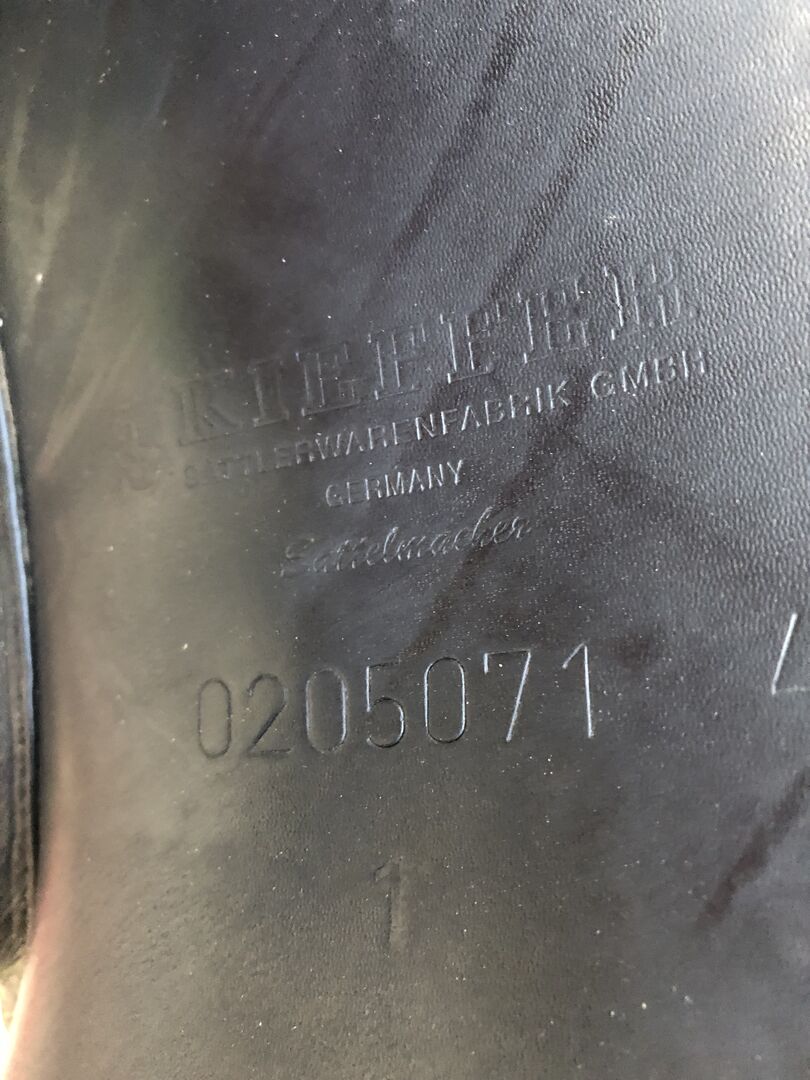 KIEFFER
SATTLERWARENFABRIK GMBH
GERMANY
Sattelmacher
0205071
1